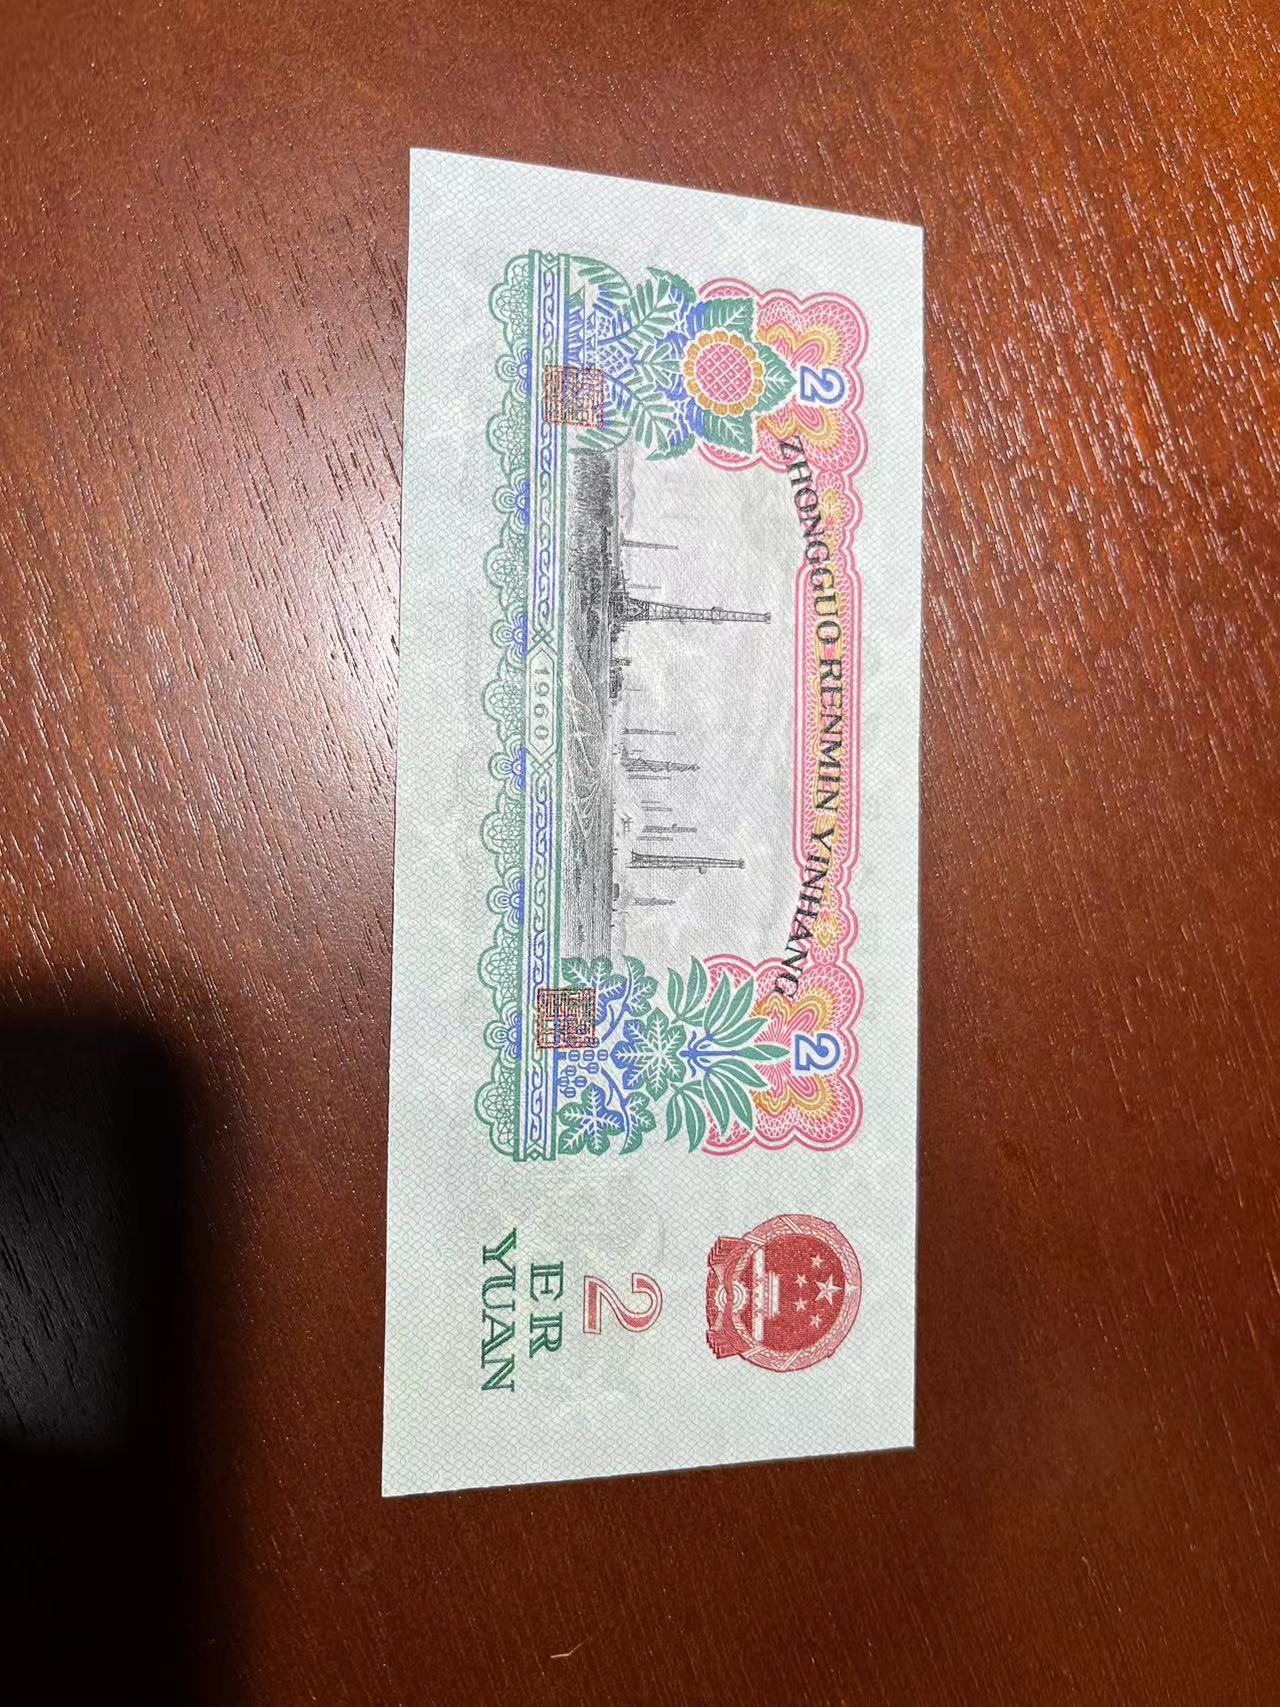 ZHONGGUO RENMIN YINHANG
2
2
1960
2
ER
YUAN